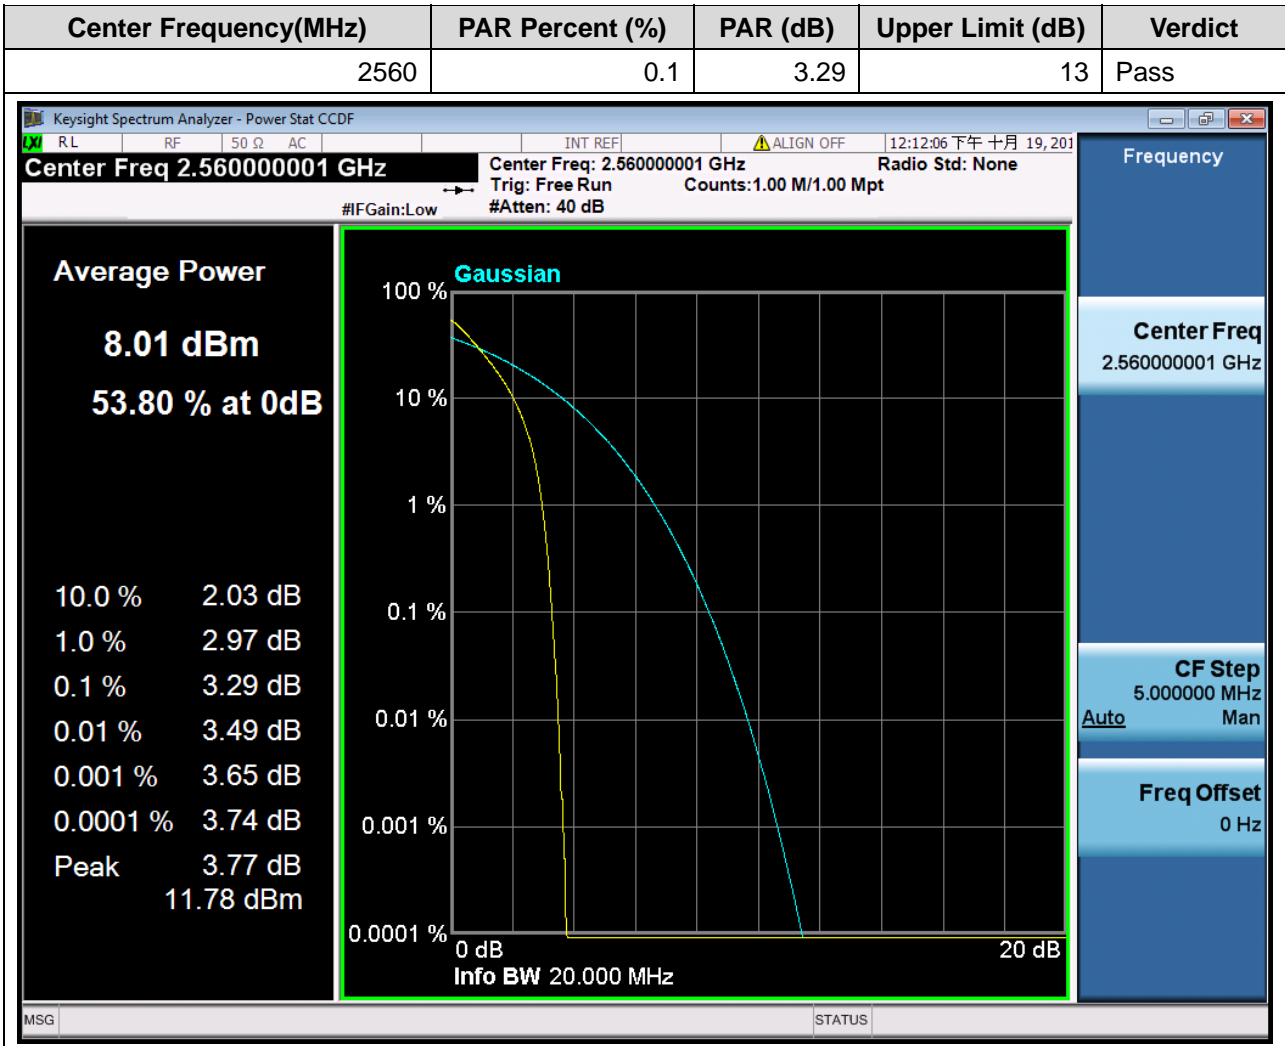 Center Frequency(MHz) PAR Percent (%) PAR (dB) Upper Limit (dB) Verdict
2560 0.1 3.29 13 Pass
Keysight Spectrum Analyzer - Power Stat CCDF
LXI RL RF 50 Ω AC INT REF ALIGN OFF 12:12:06 下午 十月 19, 201
Center Freq 2.560000001 GHz
Center Freq: 2.560000001 GHz Radio Std: None
Trig: Free Run Counts:1.00 M/1.00 Mpt
#IFGain:Low #Atten: 40 dB
Average Power
8.01 dBm
53.80 % at 0dB
10.0 % 2.03 dB
1.0 % 2.97 dB
0.1 % 3.29 dB
0.01 % 3.49 dB
0.001 % 3.65 dB
0.0001 % 3.74 dB
Peak 3.77 dB
11.78 dBm
Gaussian
100 %
10 %
1 %
0.1 %
0.01 %
0.001 %
0.0001 %
0 dB 20 dB
Info BW 20.000 MHz
Frequency
Center Freq
2.560000001 GHz
CF Step
5.000000 MHz
Auto Man
Freq Offset
0 Hz
MSG STATUS